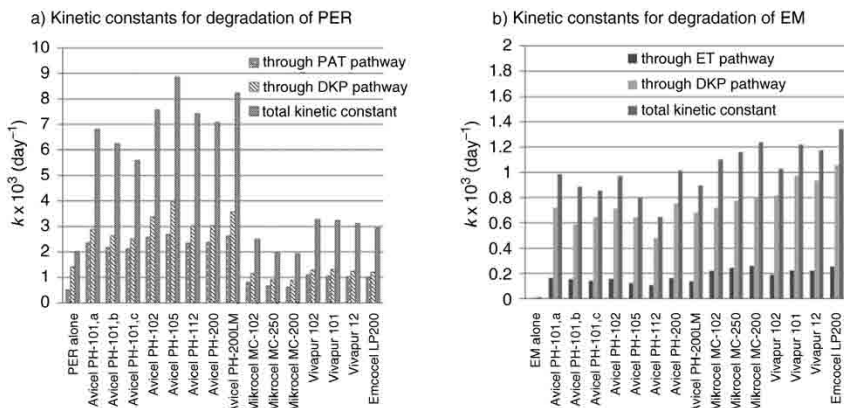 a) Kinetic constants for degradation of PER
10
9
8
7
6
5
4
3
2
1
0
k x 10³ (day⁻¹)
through PAT pathway
through DKP pathway
total kinetic constant
PER alone
Avicel PH-101,a
Avicel PH-101,b
Avicel PH-101,c
Avicel PH-102
Avicel PH-105
Avicel PH-112
Avicel PH-200
Avicel PH-200LM
Mikrocel MC-102
Mikrocel MC-250
Mikrocel MC-200
Vivapur 102
Vivapur 101
Vivapur 12
Emcocel LP200
b) Kinetic constants for degradation of EM
2
1.8
1.6
1.4
1.2
1
0.8
0.6
0.4
0.2
0
k x 10³ (day⁻¹)
through ET pathway
through DKP pathway
total kinetic constant
EM alone
Avicel PH-101,a
Avicel PH-101,b
Avicel PH-101,c
Avicel PH-102
Avicel PH-105
Avicel PH-112
Avicel PH-200
Avicel PH-200LM
Mikrocel MC-102
Mikrocel MC-250
Mikrocel MC-200
Vivapur 102
Vivapur 101
Vivapur 12
Emcocel LP200